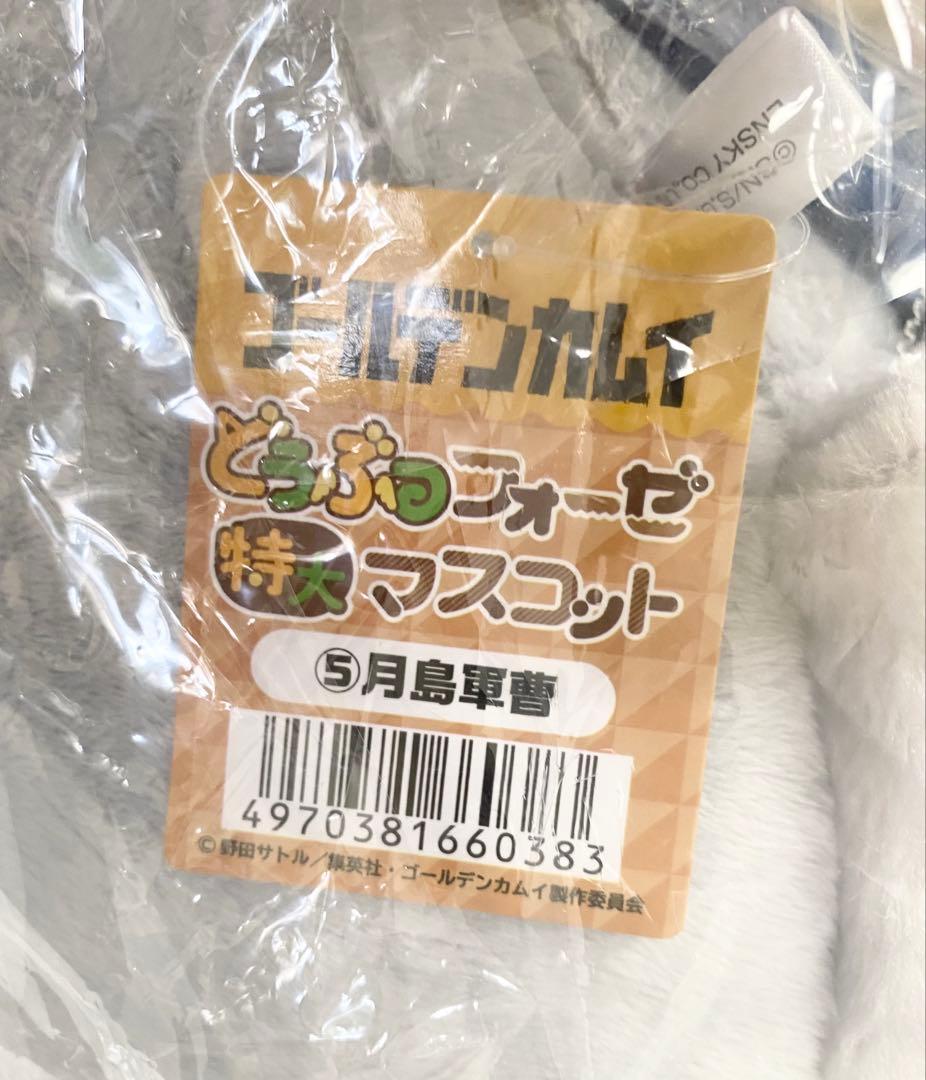 ENSKY CO.,L
©S.N/S,
ゴールデンカムイ
どうぶつフォーゼ
特大マスコット
⑤月島軍曹
4970381660383
©野田サトル/集英社・ゴールデンカムイ製作委員会